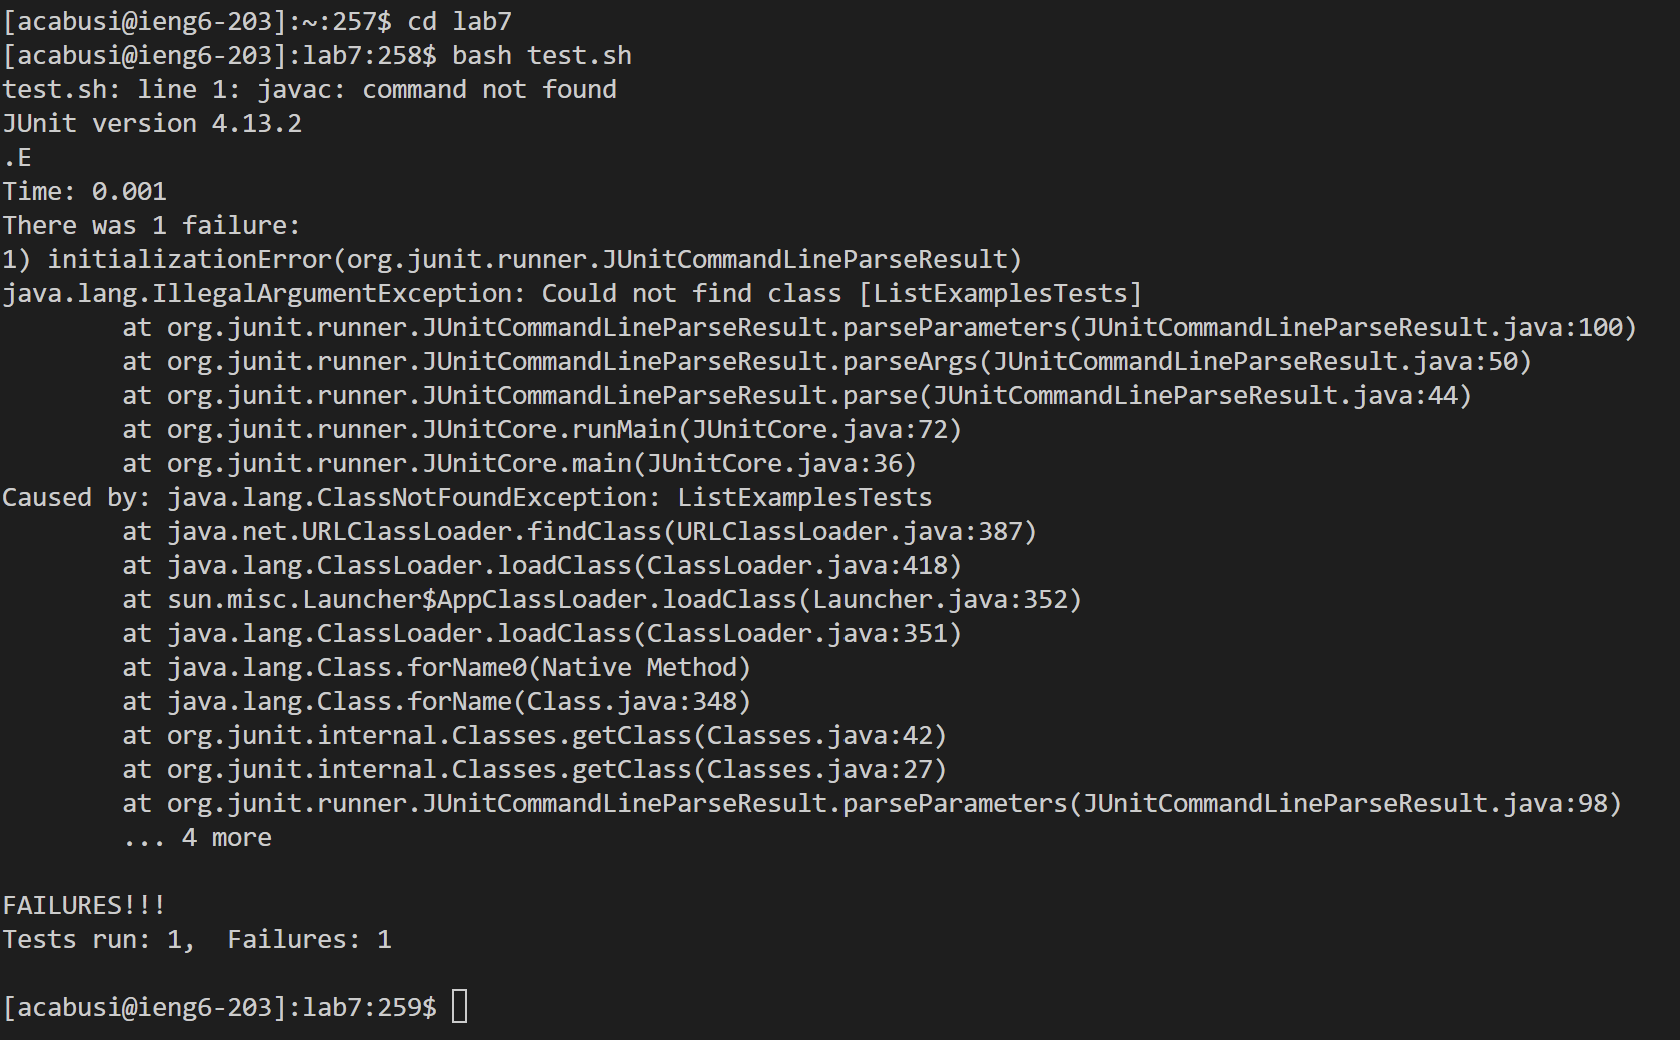 [acabusi@ieng6-203]:~:257$ cd lab7
[acabusi@ieng6-203]:lab7:258$ bash test.sh
test.sh: line 1: javac: command not found
JUnit version 4.13.2
.E
Time: 0.001
There was 1 failure:
1) initializationError(org.junit.runner.JUnitCommandLineParseResult)
java.lang.IllegalArgumentException: Could not find class [ListExamplesTests]
        at org.junit.runner.JUnitCommandLineParseResult.parseParameters(JUnitCommandLineParseResult.java:100)
        at org.junit.runner.JUnitCommandLineParseResult.parseArgs(JUnitCommandLineParseResult.java:50)
        at org.junit.runner.JUnitCommandLineParseResult.parse(JUnitCommandLineParseResult.java:44)
        at org.junit.runner.JUnitCore.runMain(JUnitCore.java:72)
        at org.junit.runner.JUnitCore.main(JUnitCore.java:36)
Caused by: java.lang.ClassNotFoundException: ListExamplesTests
        at java.net.URLClassLoader.findClass(URLClassLoader.java:387)
        at java.lang.ClassLoader.loadClass(ClassLoader.java:418)
        at sun.misc.Launcher$AppClassLoader.loadClass(Launcher.java:352)
        at java.lang.ClassLoader.loadClass(ClassLoader.java:351)
        at java.lang.Class.forName0(Native Method)
        at java.lang.Class.forName(Class.java:348)
        at org.junit.internal.Classes.getClass(Classes.java:42)
        at org.junit.internal.Classes.getClass(Classes.java:27)
        at org.junit.runner.JUnitCommandLineParseResult.parseParameters(JUnitCommandLineParseResult.java:98)
        ... 4 more

FAILURES!!!
Tests run: 1,  Failures: 1

[acabusi@ieng6-203]:lab7:259$